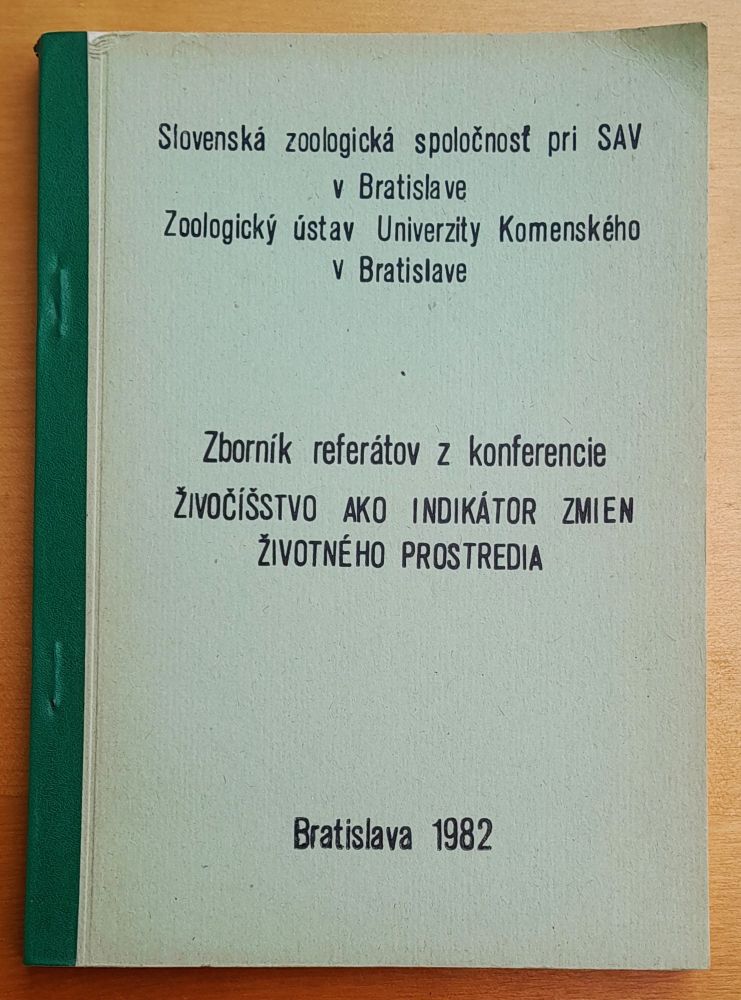 Slovenská zoologická spoločnosť pri SAV
v Bratislave
Zoologický ústav Univerzity Komenského
v Bratislave
Zborník referátov z konferencie
ŽIVOČÍŠSTVO AKO INDIKÁTOR ZMIEN
ŽIVOTNÉHO PROSTREDIA
Bratislava 1982